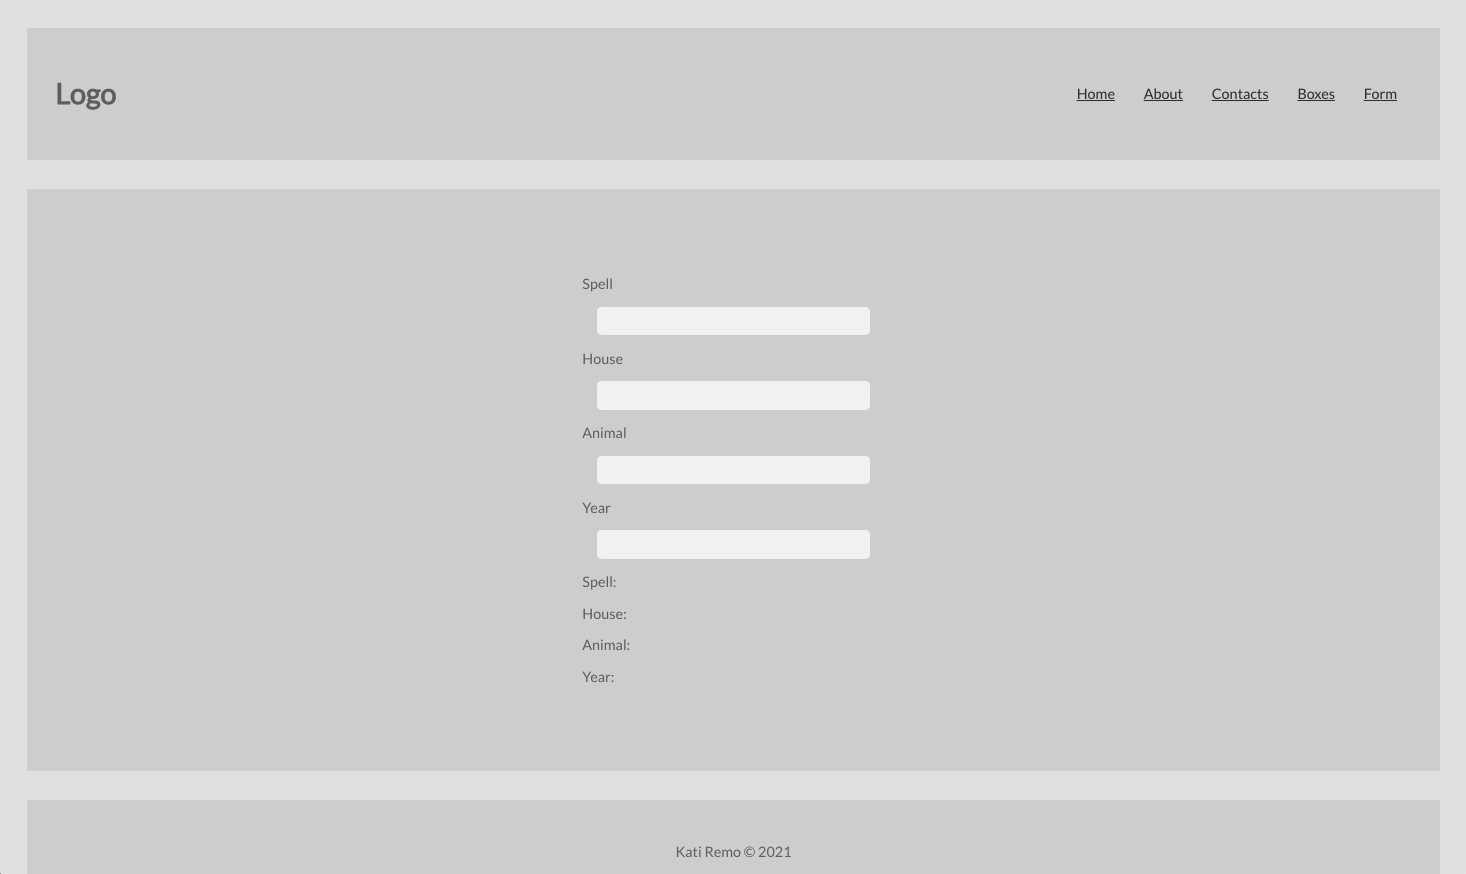 Logo
Home About Contacts Boxes Form
Spell
House
Animal
Year
Spell:
House:
Animal:
Year:
Kati Remo © 2021